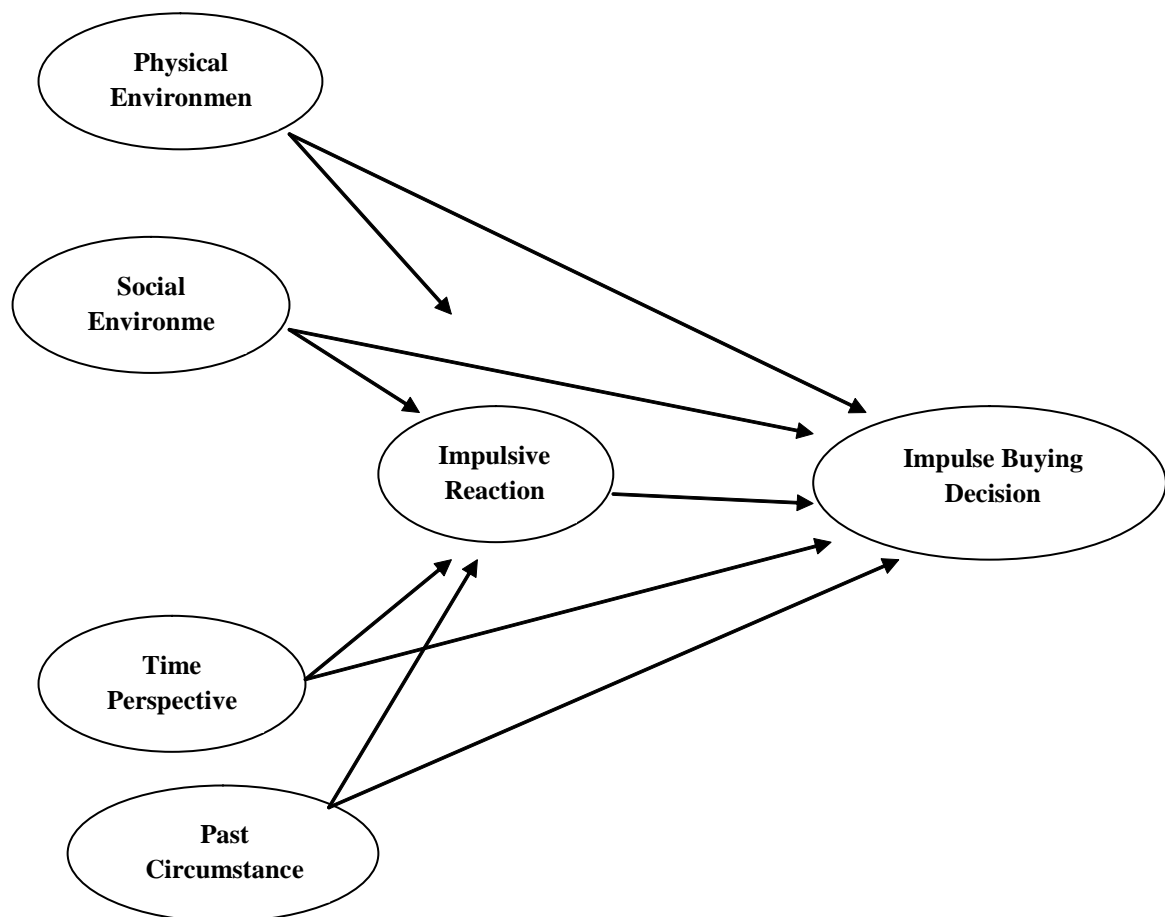 Physical
Environmen
Social
Environme
Impulsive
Reaction
Impulse Buying
Decision
Time
Perspective
Past
Circumstance